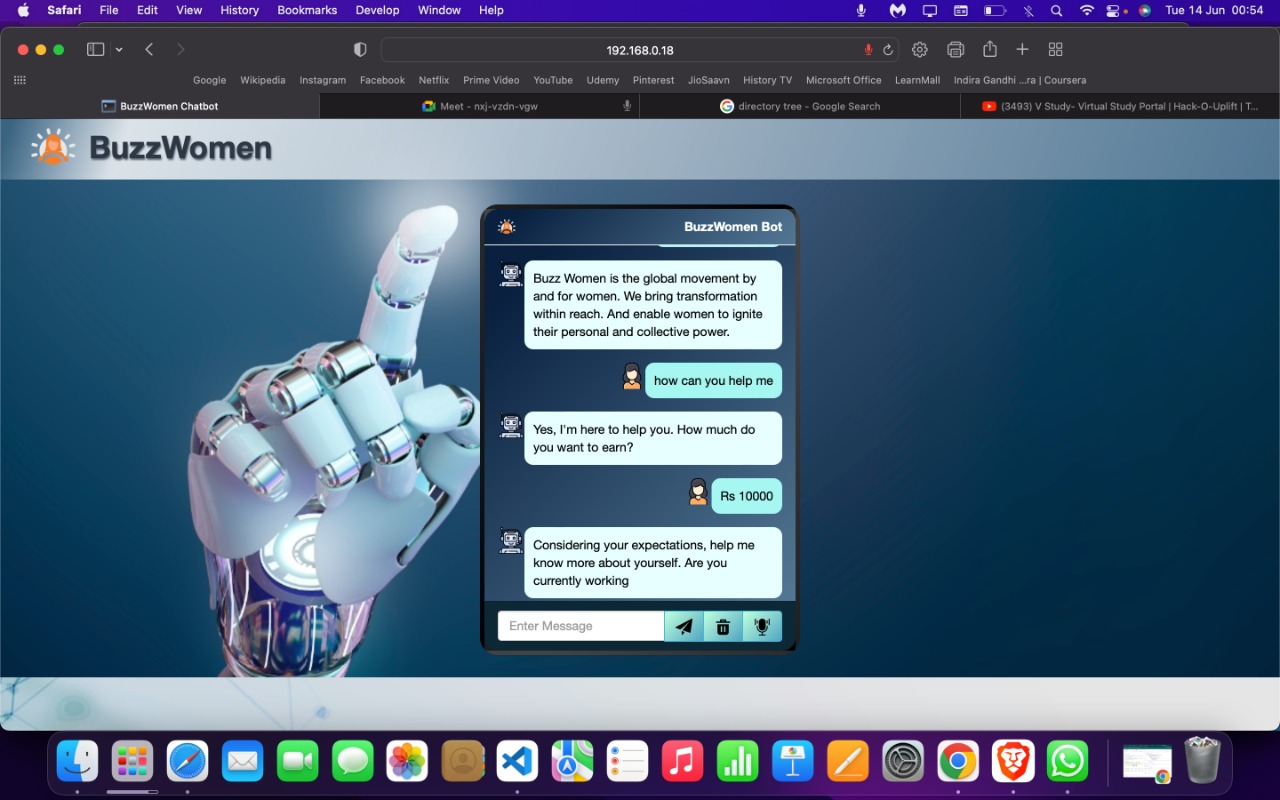 Safari File Edit View History Bookmarks Develop Window Help Tue 14 Jun 00:54
192.168.0.18
Google Wikipedia Instagram Facebook Netflix Prime Video YouTube Udemy Pinterest JioSaavn History TV Microsoft Office LearnMall Indira Gandhi ...ra | Coursera
BuzzWomen Chatbot Meet - nxj-vzdn-vgw directory tree - Google Search (3493) V Study- Virtual Study Portal | Hack-O-Uplift | T...
BuzzWomen
BuzzWomen Bot
Buzz Women is the global movement by
and for women. We bring transformation
within reach. And enable women to ignite
their personal and collective power.
how can you help me
Yes, I'm here to help you. How much do
you want to earn?
Rs 10000
Considering your expectations, help me
know more about yourself. Are you
currently working
Enter Message